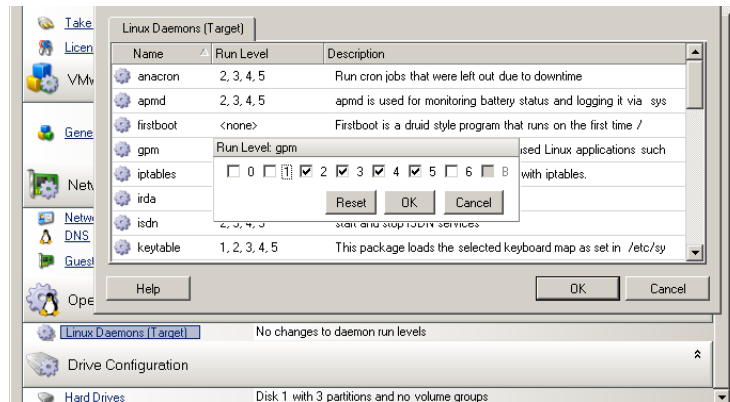 Take
Linux Daemons (Target)
Licen
Name Run Level Description
VMw
anacron 2, 3, 4, 5 Run cron jobs that were left out due to downtime
apmd 2, 3, 4, 5 apmd is used for monitoring battery status and logging it via sys
Gene
firstboot <none> Firstboot is a druid style program that runs on the first time /
gpm
Run Level: gpm
ased Linux applications such
iptables
0 1 2 3 4 5 6 B
with iptables.
Netw
irda
Reset OK Cancel
Netwo
isdn 2, 3, 4, 5 start and stop ISDN services
DNS
keytable 1, 2, 3, 4, 5 This package loads the selected keyboard map as set in /etc/sy
Guest
Help OK Cancel
Ope
Linux Daemons (Target) No changes to daemon run levels
Drive Configuration
Hard Drives Disk 1 with 3 partitions and no volume groups